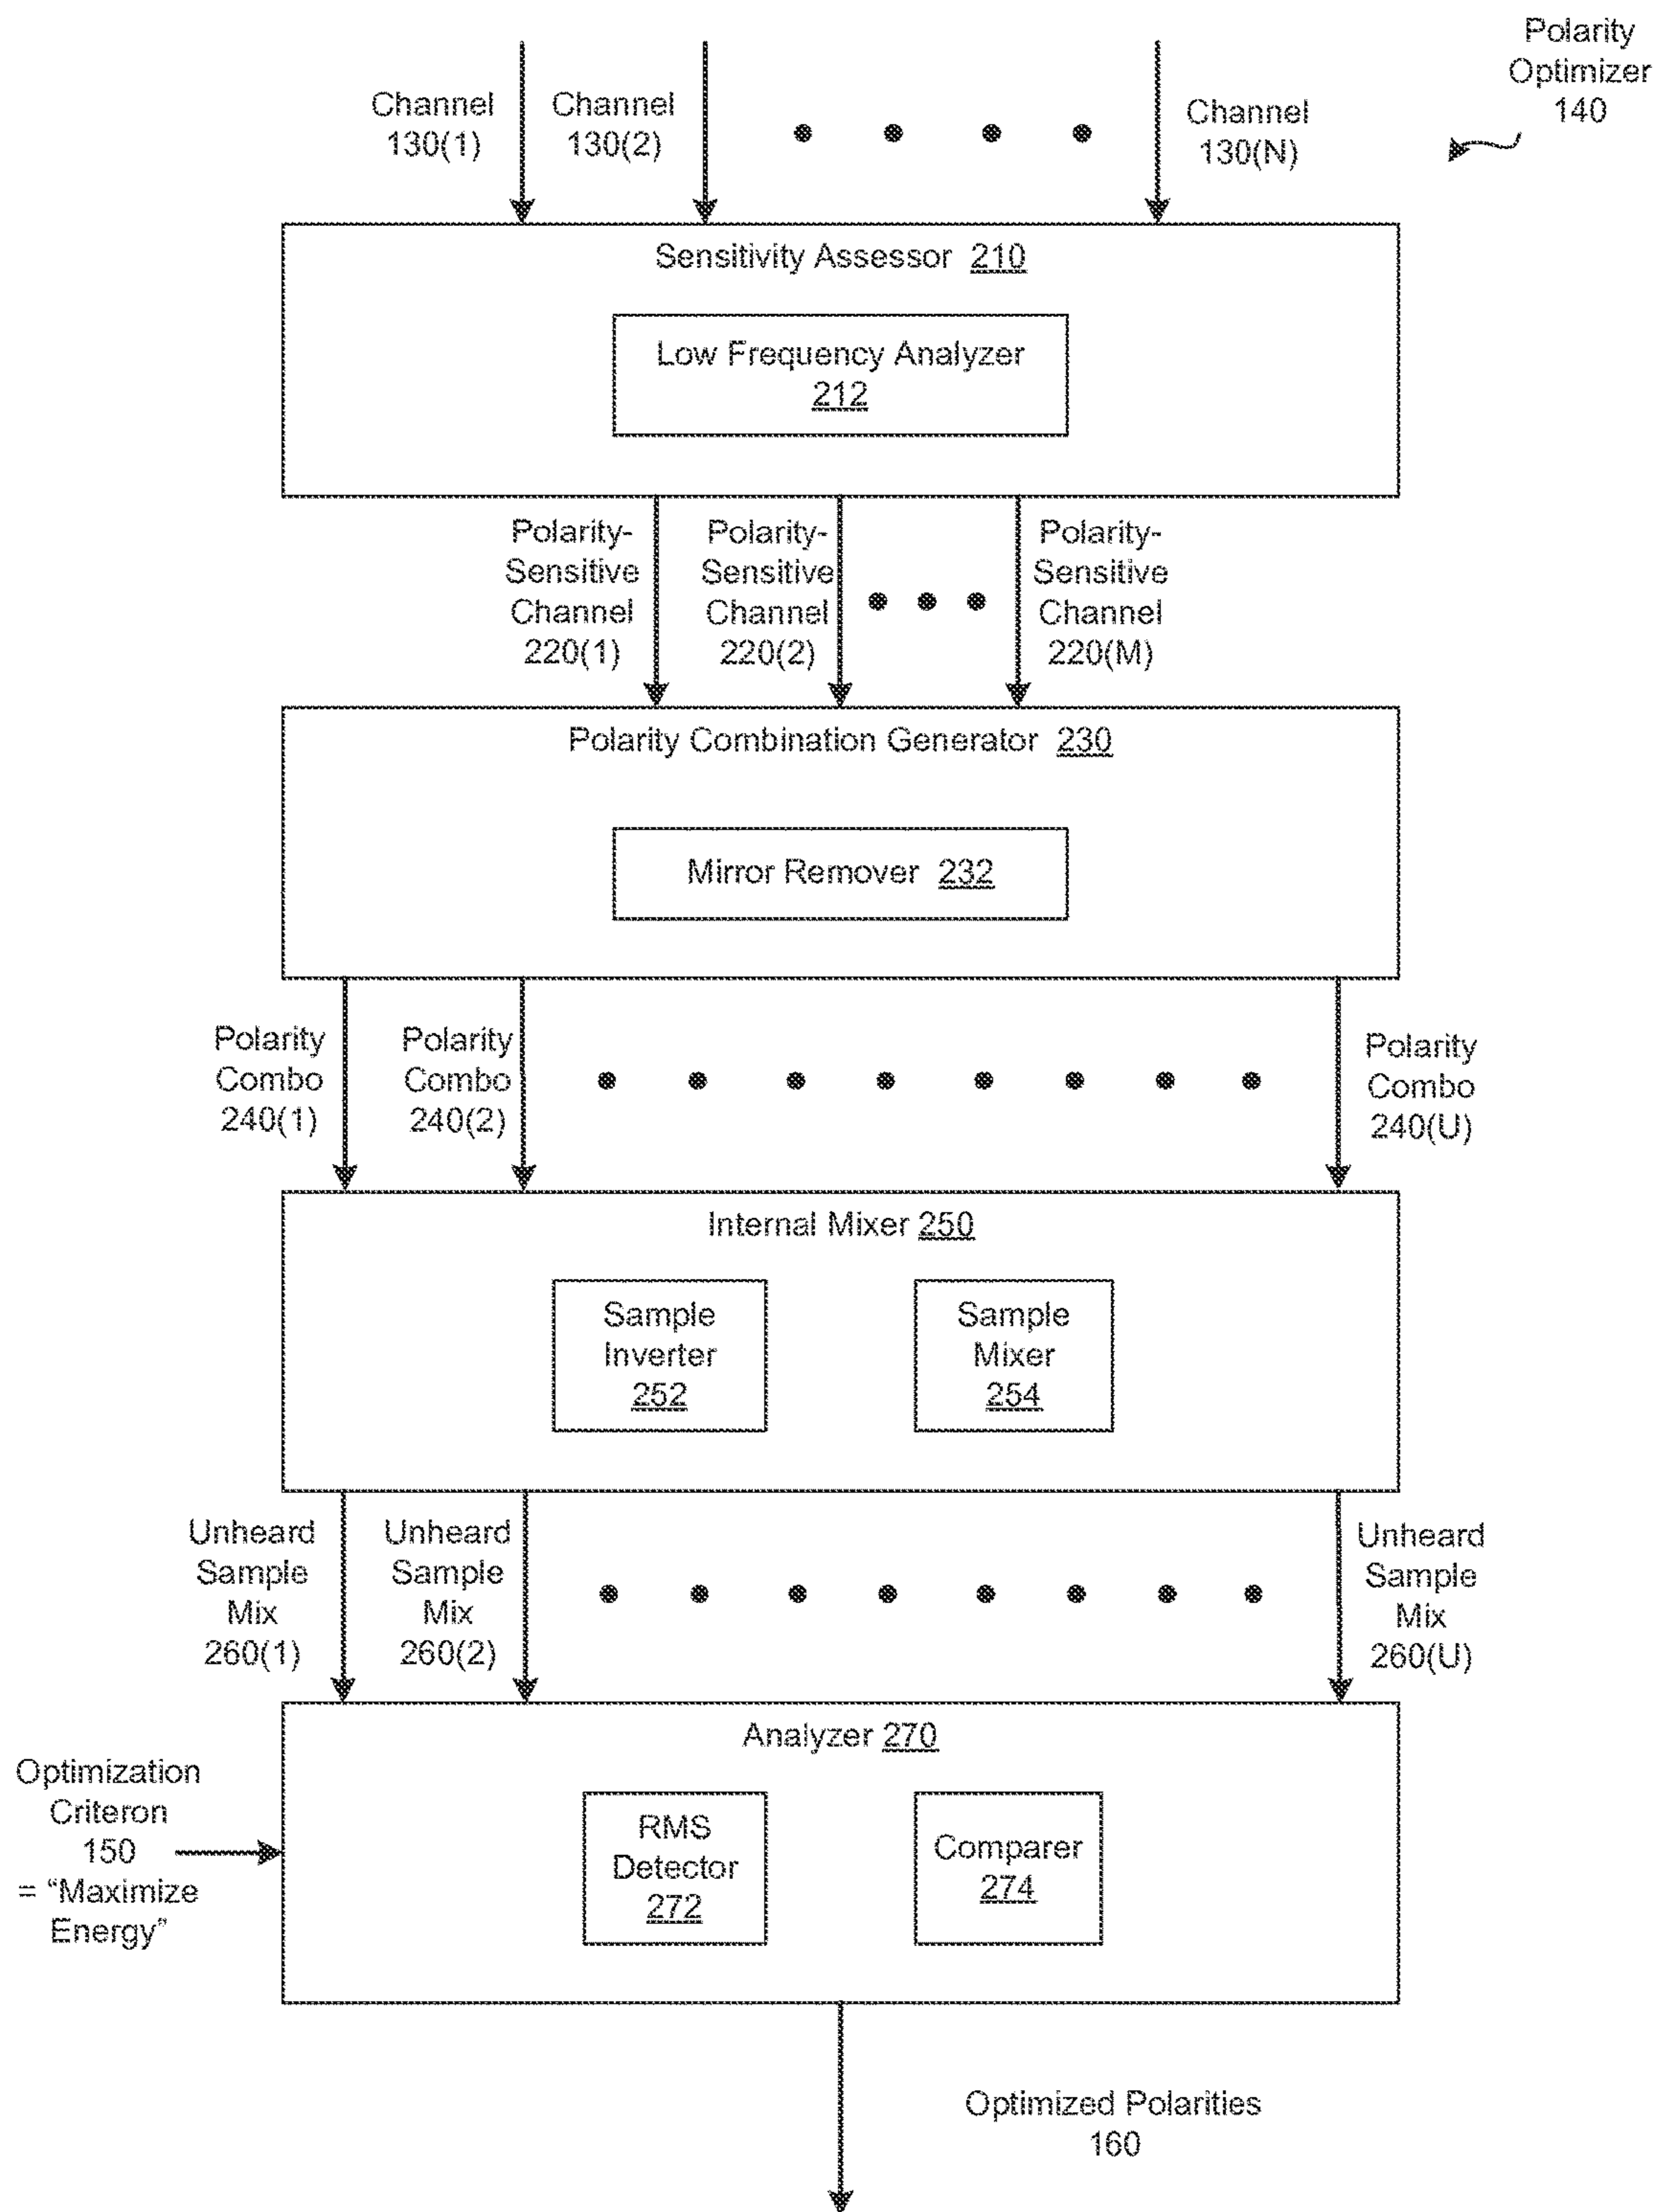 Polarity
Optimizer
140
Channel
130(1)
Channel
130(2)
Channel
130(N)
Sensitivity Assessor 210
Low Frequency Analyzer
212
Polarity-
Sensitive
Channel
220(1)
Polarity-
Sensitive
Channel
220(2)
Polarity-
Sensitive
Channel
220(M)
Polarity Combination Generator 230
Mirror Remover 232
Polarity
Combo
240(1)
Polarity
Combo
240(2)
Polarity
Combo
240(U)
Internal Mixer 250
Sample
Inverter
252
Sample
Mixer
254
Unheard
Sample
Mix
260(1)
Unheard
Sample
Mix
260(2)
Unheard
Sample
Mix
260(U)
Analyzer 270
Optimization
Criteron
150
= “Maximize
Energy”
RMS
Detector
272
Comparer
274
Optimized Polarities
160